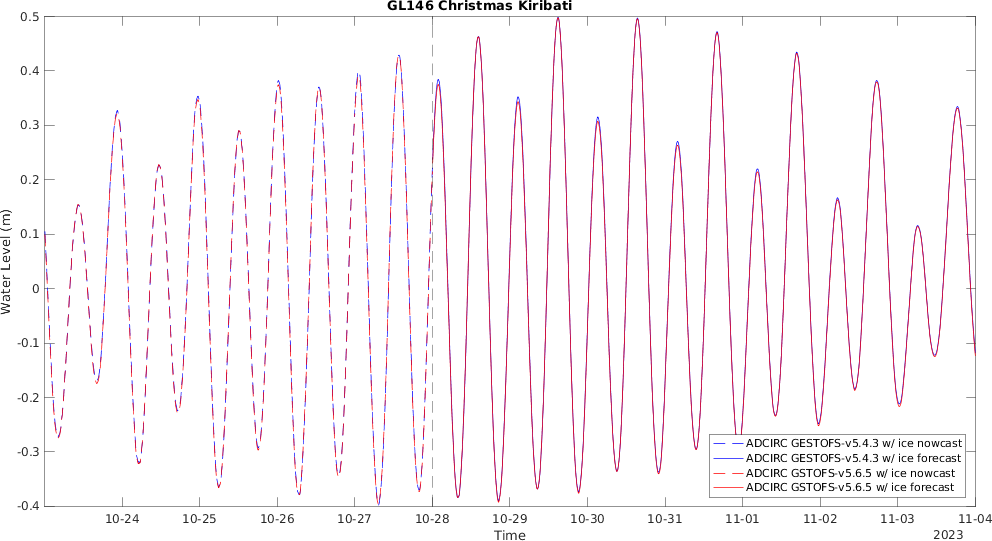 GL146 Christmas Kiribati
Water Level (m)
0.5
0.4
0.3
0.2
0.1
0
-0.1
-0.2
-0.3
-0.4
ADCIRC GESTOFS-v5.4.3 w/ ice nowcast
ADCIRC GESTOFS-v5.4.3 w/ ice forecast
ADCIRC GSTOFS-v5.6.5 w/ ice nowcast
ADCIRC GSTOFS-v5.6.5 w/ ice forecast
10-24 10-25 10-26 10-27 10-28 10-29 10-30 10-31 11-01 11-02 11-03 11-04
Time
2023